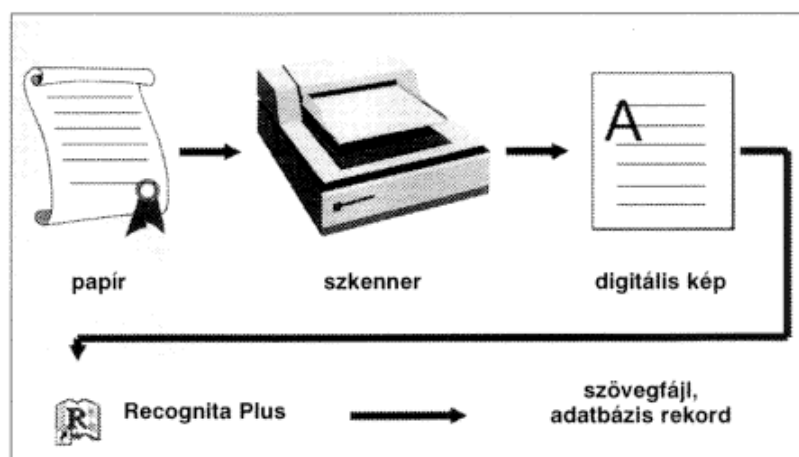 A
papír
szkenner
digitális kép
R
Recognita Plus
szövegfájl,
adatbázis rekord